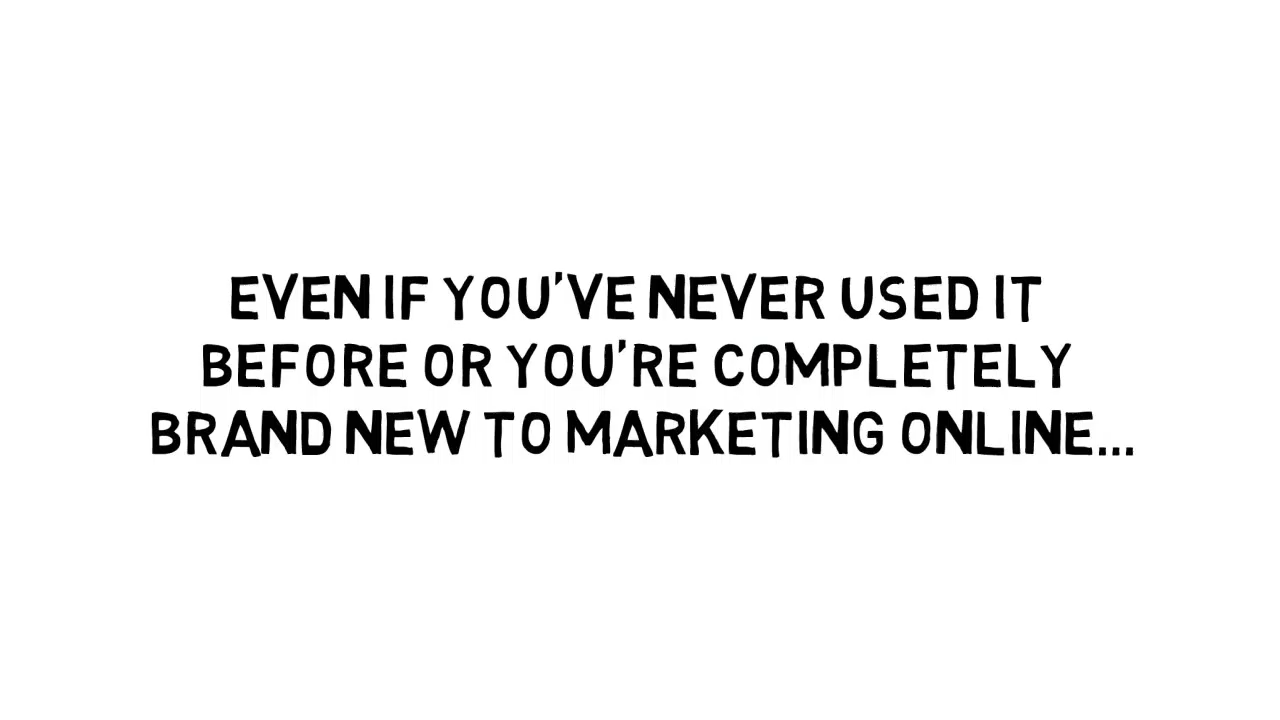 EVEN IF YOU'VE NEVER USED IT
BEFORE OR YOU'RE COMPLETELY
BRAND NEW TO MARKETING ONLINE...